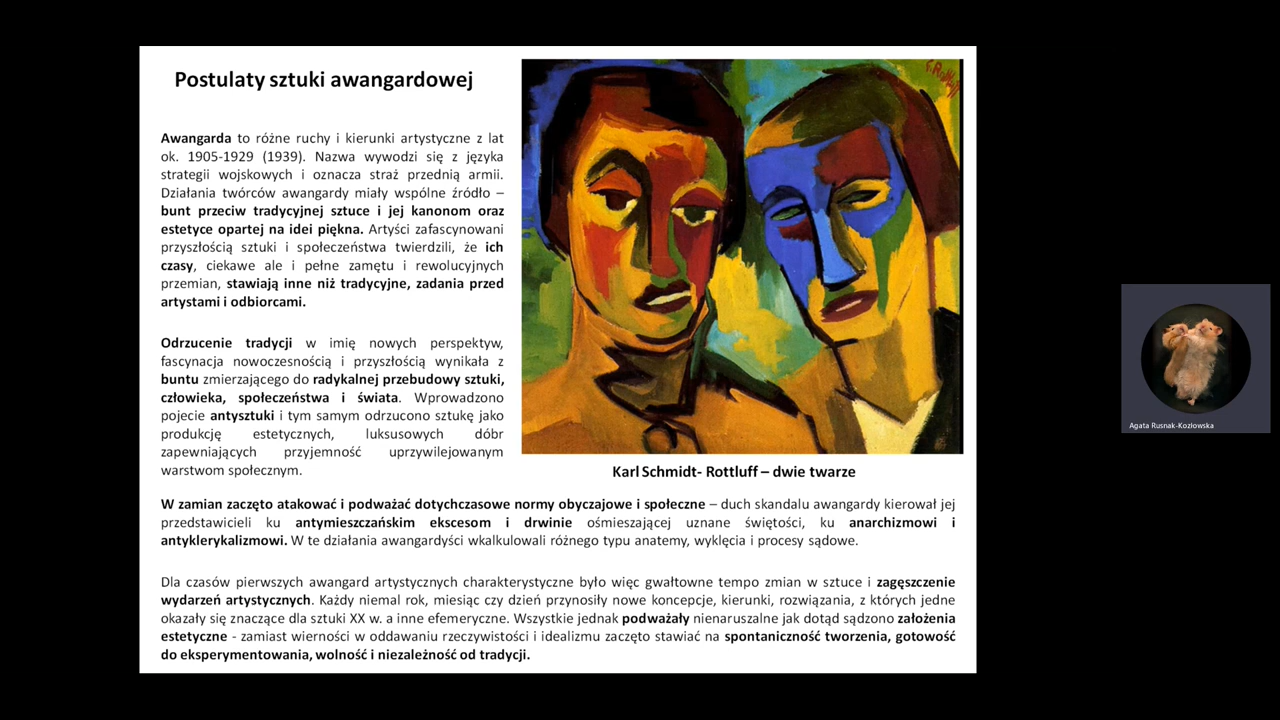 Postulaty sztuki awangardowej
Awangarda to różne ruchy i kierunki artystyczne z lat
ok. 1905-1929 (1939). Nazwa wywodzi się z języka
strategii wojskowych i oznacza straż przednią armii.
Działania twórców awangardy miały wspólne źródło –
bunt przeciw tradycyjnej sztuce i jej kanonom oraz
estetyce opartej na idei piękna. Artyści zafascynowani
przyszłością sztuki i społeczeństwa twierdzili, że ich
czasy, ciekawe ale i pełne zamętu i rewolucyjnych
przemian, stawiają inne niż tradycyjne, zadania przed
artystami i odbiorcami.
Odrzucenie tradycji w imię nowych perspektyw,
fascynacja nowoczesnością i przyszłością wynikała z
buntu zmierzającego do radykalnej przebudowy sztuki,
człowieka, społeczeństwa i świata. Wprowadzono
pojecie antysztuki i tym samym odrzucono sztukę jako
produkcję estetycznych, luksusowych dóbr
zapewniających przyjemność uprzywilejowanym
warstwom społecznym.
Karl Schmidt- Rottluff – dwie twarze
W zamian zaczęto atakować i podważać dotychczasowe normy obyczajowe i społeczne – duch skandalu awangardy kierował jej
przedstawicieli ku antymieszczańskim ekscesom i drwinie ośmieszającej uznane świętości, ku anarchizmowi i
antyklerykalizmowi. W te działania awangardyści wkalkulowali różnego typu anatemy, wyklęcia i procesy sądowe.
Dla czasów pierwszych awangard artystycznych charakterystyczne było więc gwałtowne tempo zmian w sztuce i zagęszczenie
wydarzeń artystycznych. Każdy niemal rok, miesiąc czy dzień przynosiły nowe koncepcje, kierunki, rozwiązania, z których jedne
okazały się znaczące dla sztuki XX w. a inne efemeryczne. Wszystkie jednak podważały nienaruszalne jak dotąd sądzono założenia
estetyczne - zamiast wierności w oddawaniu rzeczywistości i idealizmu zaczęto stawiać na spontaniczność tworzenia, gotowość
do eksperymentowania, wolność i niezależność od tradycji.
Agata Rusnak-Kozłowska